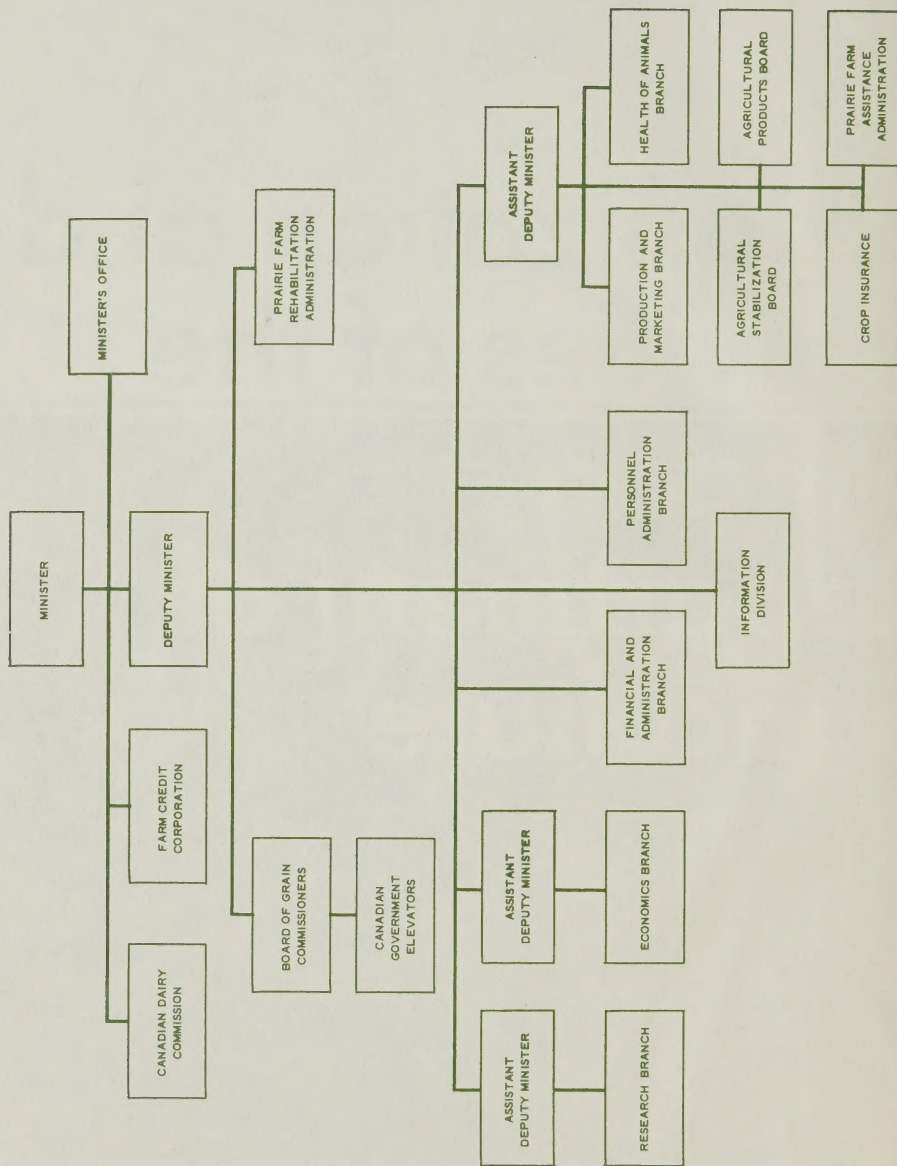 MINISTER
MINISTER'S OFFICE
CANADIAN DAIRY
COMMISSION
FARM CREDIT
CORPORATION
DEPUTY MINISTER
BOARD OF GRAIN
COMMISSIONERS
PRAIRIE FARM
REHABILITATION
ADMINISTRATION
CANADIAN
GOVERNMENT
ELEVATORS
ASSISTANT
DEPUTY MINISTER
ASSISTANT
DEPUTY MINISTER
ASSISTANT
DEPUTY MINISTER
RESEARCH BRANCH
ECONOMICS BRANCH
FINANCIAL AND
ADMINISTRATION
BRANCH
PERSONNEL
ADMINISTRATION
BRANCH
PRODUCTION AND
MARKETING BRANCH
HEALTH OF ANIMALS
BRANCH
INFORMATION
DIVISION
AGRICULTURAL
STABILIZATION
BOARD
AGRICULTURAL
PRODUCTS BOARD
CROP INSURANCE
PRAIRIE FARM
ASSISTANCE
ADMINISTRATION